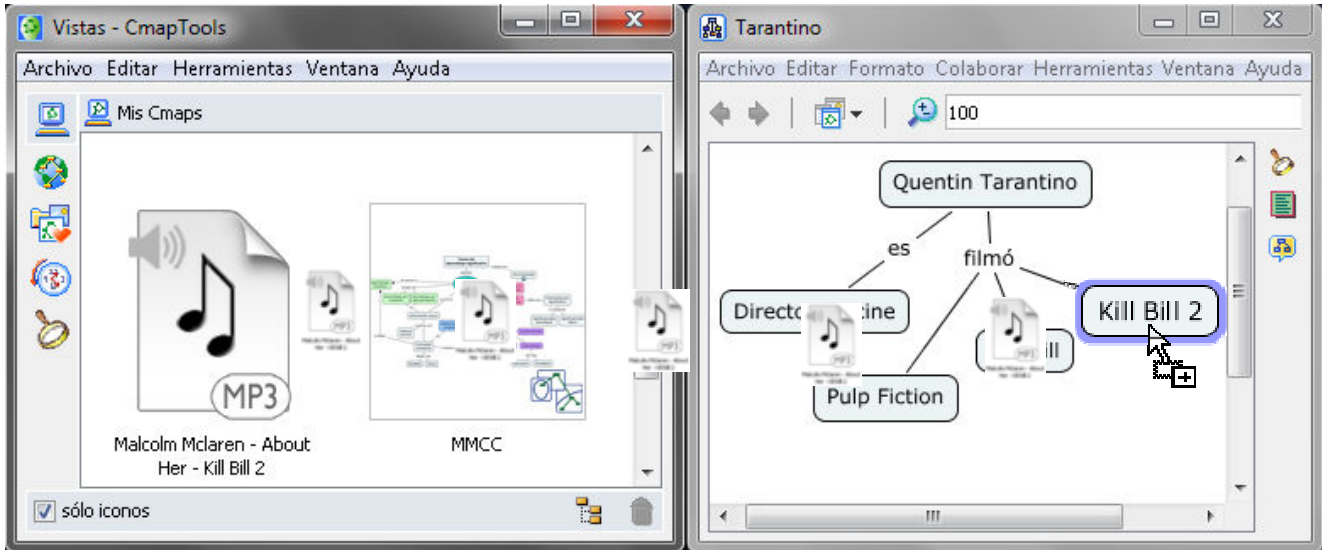 Vistas - CmapTools
Archivo Editar Herramientas Ventana Ayuda
Mis Cmaps
MP3
Malcolm Mclaren - About
Her - Kill Bill 2
MMCC
sólo iconos
Tarantino
Archivo Editar Formato Colaborar Herramientas Ventana Ayuda
100
Quentin Tarantino
es
filmó
Kill Bill 2
Pulp Fiction